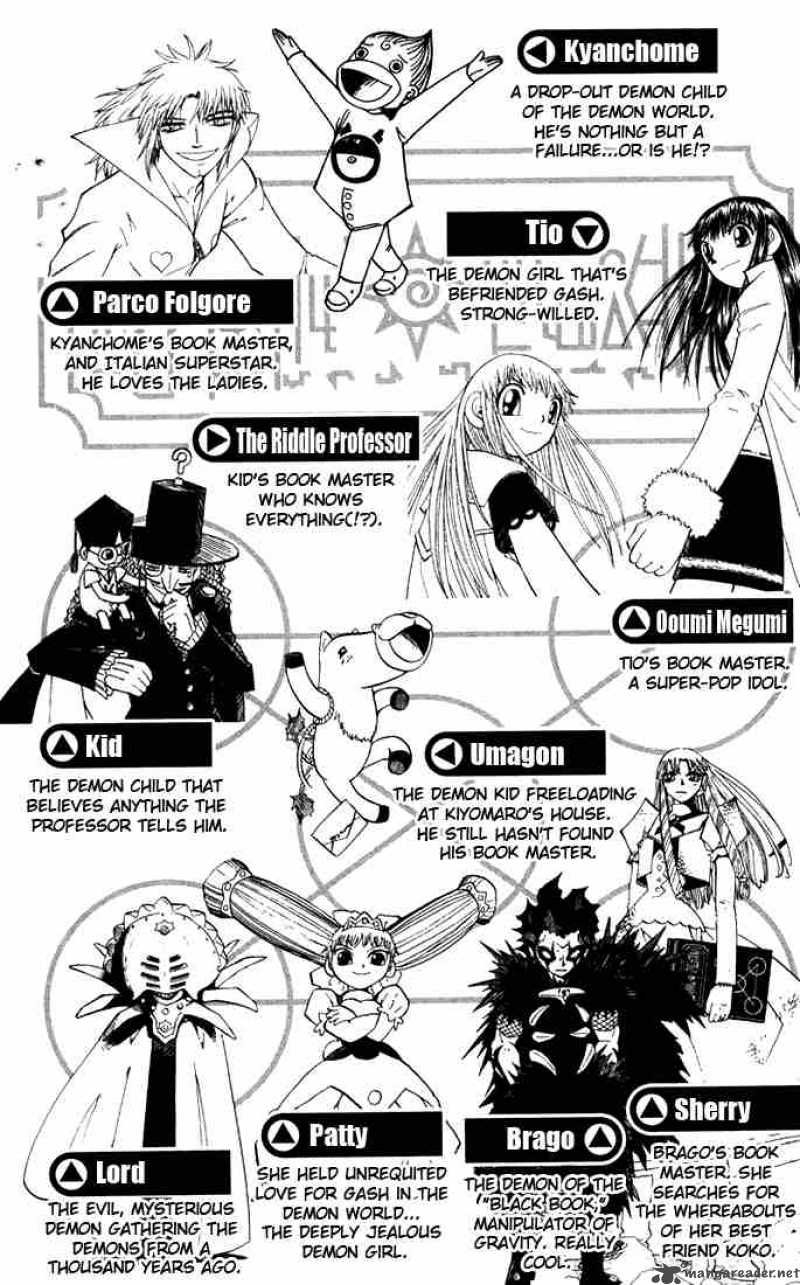 Kyanchome
A DROP-OUT DEMON CHILD
OF THE DEMON WORLD.
HE'S NOTHING BUT A
FAILURE...OR IS HE!?
Tio
THE DEMON GIRL THAT'S
BEFRIENDED GASH.
STRONG-WILLED.
Parco Folgore
KYANCHOME'S BOOK MASTER,
AND ITALIAN SUPERSTAR.
HE LOVES THE LADIES.
The Riddle Professor
KID'S BOOK MASTER
WHO KNOWS
EVERYTHING(!?).
?
Ooumi Megumi
TIO'S BOOK MASTER.
A SUPER-POP IDOL.
Kid
THE DEMON CHILD THAT
BELIEVES ANYTHING THE
PROFESSOR TELLS HIM.
Umagon
THE DEMON KID FREELOADING
AT KIYOMARO'S HOUSE.
HE STILL HASN'T FOUND
HIS BOOK MASTER.
Lord
THE EVIL, MYSTERIOUS
DEMON GATHERING THE
DEMONS FROM A
THOUSAND YEARS AGO.
Patty
SHE HELD UNREQUITED
LOVE FOR GASH IN THE
DEMON WORLD...
THE DEEPLY JEALOUS
DEMON GIRL.
Brago
THE DEMON OF THE
"BLACK BOOK,"
MANIPULATOR OF
GRAVITY. REALLY
COOL.
Sherry
BRAGO'S BOOK
MASTER. SHE
SEARCHES FOR
THE WHEREABOUTS
OF HER BEST
FRIEND KOKO.
mangareader.net